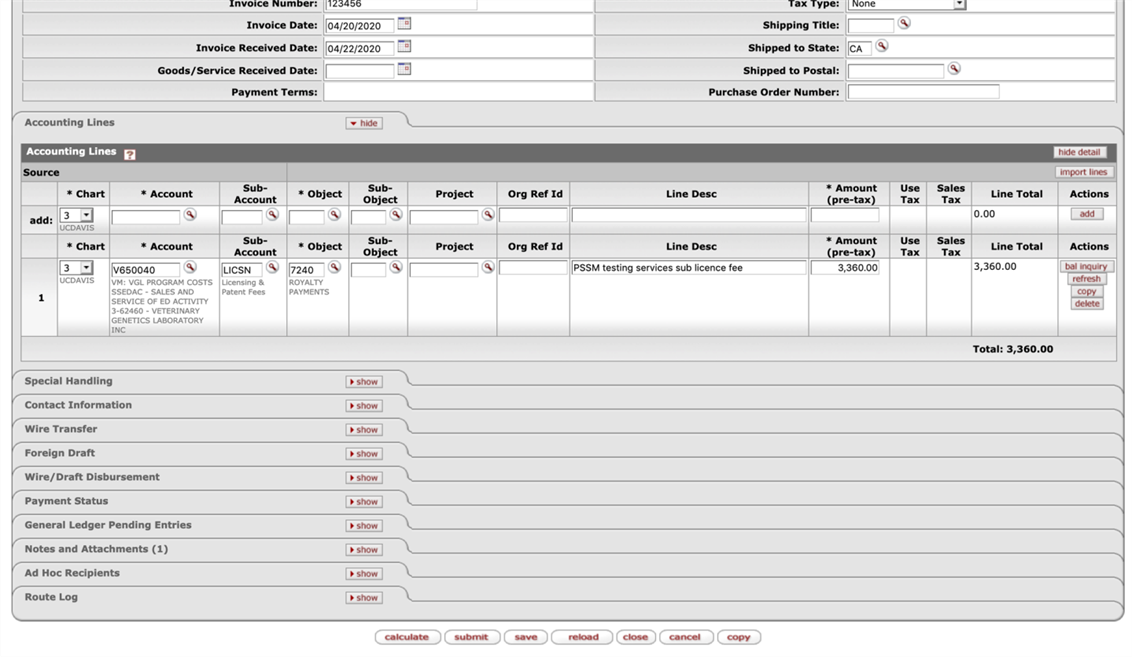 Invoice Number: 123456 Tax Type: None
Invoice Date: 04/20/2020 Shipping Title:
Invoice Received Date: 04/22/2020 Shipped to State: CA
Goods/Service Received Date: Shipped to Postal:
Payment Terms: Purchase Order Number:
Accounting Lines hide
Accounting Lines ? hide detail
Source import lines
* Chart * Account Sub-Account * Object Sub-Object Project Org Ref Id Line Desc * Amount (pre-tax) Use Tax Sales Tax Line Total Actions
add: 3 0.00 add
UCDAVIS
* Chart * Account Sub-Account * Object Sub-Object Project Org Ref Id Line Desc * Amount (pre-tax) Use Tax Sales Tax Line Total Actions
1 3 V650040 LICSN 7240 PSSM testing services sub licence fee 3,360.00 3,360.00 bal inquiry
UCDAVIS VM: VGL PROGRAM COSTS Licensing & ROYALTY refresh
SSEDAC - SALES AND Patent Fees PAYMENTS copy
SERVICE OF ED ACTIVITY delete
3-62460 - VETERINARY
GENETICS LABORATORY
INC
Total: 3,360.00
Special Handling show
Contact Information show
Wire Transfer show
Foreign Draft show
Wire/Draft Disbursement show
Payment Status show
General Ledger Pending Entries show
Notes and Attachments (1) show
Ad Hoc Recipients show
Route Log show
calculate submit save reload close cancel copy